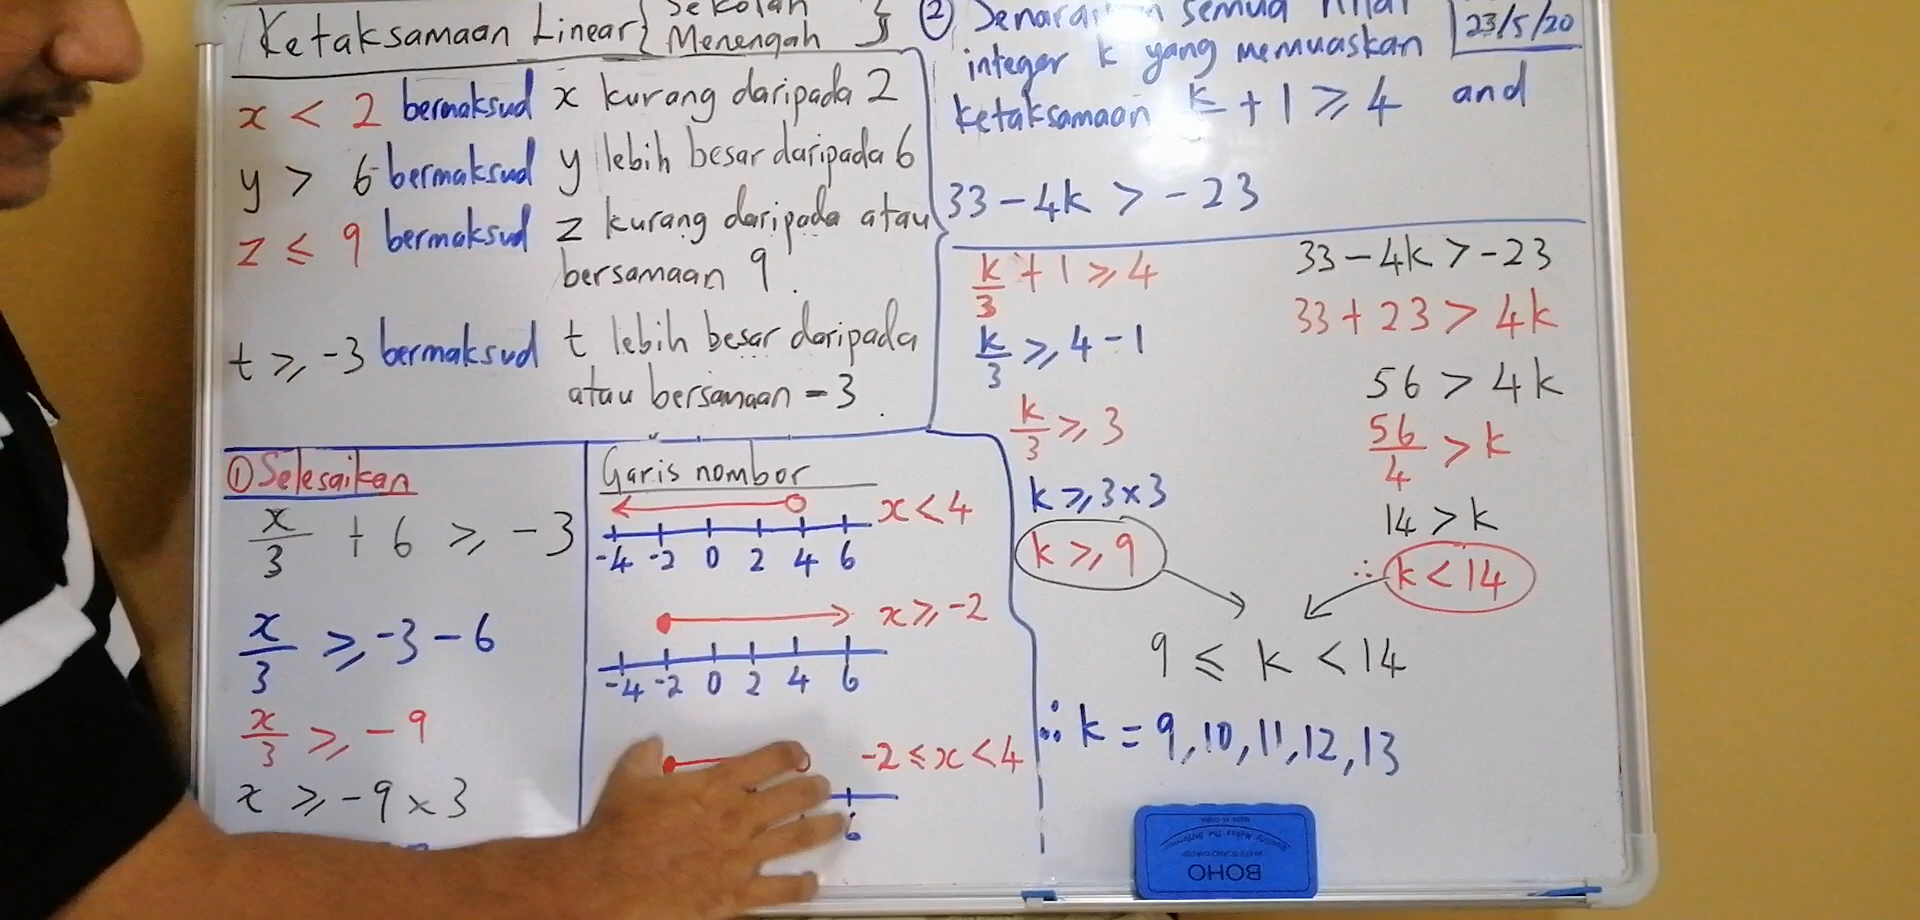 Ketaksamaan Linear { Sekolah
Menengah }
x < 2 bermaksud x kurang daripada 2
y > 6 bermaksud y lebih besar daripada 6
z ≤ 9 bermaksud z kurang daripada atau
bersamaan 9.
t ≥ -3 bermaksud t lebih besar daripada
atau bersamaan -3.
① Selesaikan
x/3 + 6 ≥ -3
x/3 ≥ -3 - 6
x/3 ≥ -9
x ≥ -9 × 3
Garis nombor
x < 4
-4 -2 0 2 4 6
x ≥ -2
-4 -2 0 2 4 6
-2 ≤ x < 4
6
② semua nilai
23/5/20
integer k yang memuaskan
ketaksamaan k + 1 ≥ 4 and
33 - 4k > -23
k/3 + 1 ≥ 4
k/3 ≥ 4 - 1
k/3 ≥ 3
k ≥ 3 × 3
k ≥ 9
33 - 4k > -23
33 + 23 > 4k
56 > 4k
56/4 > k
14 > k
∴ k < 14
9 ≤ k < 14
∴ k = 9, 10, 11, 12, 13
BOHO